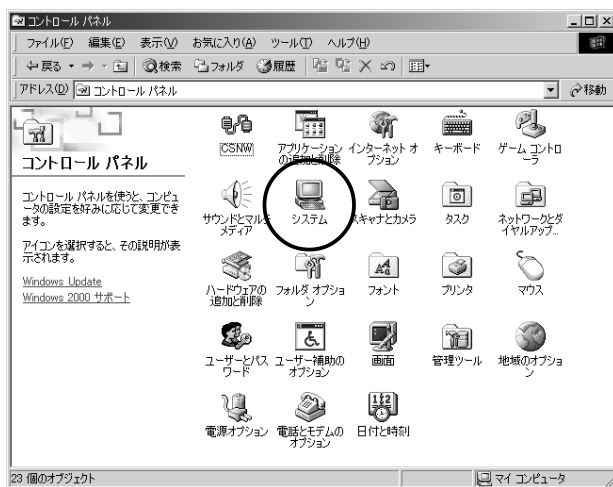 コントロール パネル
ファイル(F) 編集(E) 表示(V) お気に入り(A) ツール(T) ヘルプ(H)
戻る 検索 フォルダ 履歴
アドレス(D) コントロール パネル 移動
コントロール パネル
コントロール パネルを使うと、コンピュ
ータの設定を好みに応じて変更でき
ます。
アイコンを選択すると、その説明が表
示されます。
Windows Update
Windows 2000 サポート
CSNW
アプリケーション
の追加と削除
インターネット オ
プション
キーボード
ゲーム コントロ
ーラ
サウンドとマルチ
メディア
システム
スキャナとカメラ
タスク
ネットワークとダ
イヤルアップ...
ハードウェアの
追加と削除
フォルダ オプショ
ン
フォント
プリンタ
マウス
ユーザーとパス
ワード
ユーザー補助の
オプション
画面
管理ツール
地域のオプショ
ン
電源オプション
電話とモデムの
オプション
日付と時刻
23 個のオブジェクト
マイ コンピュータ